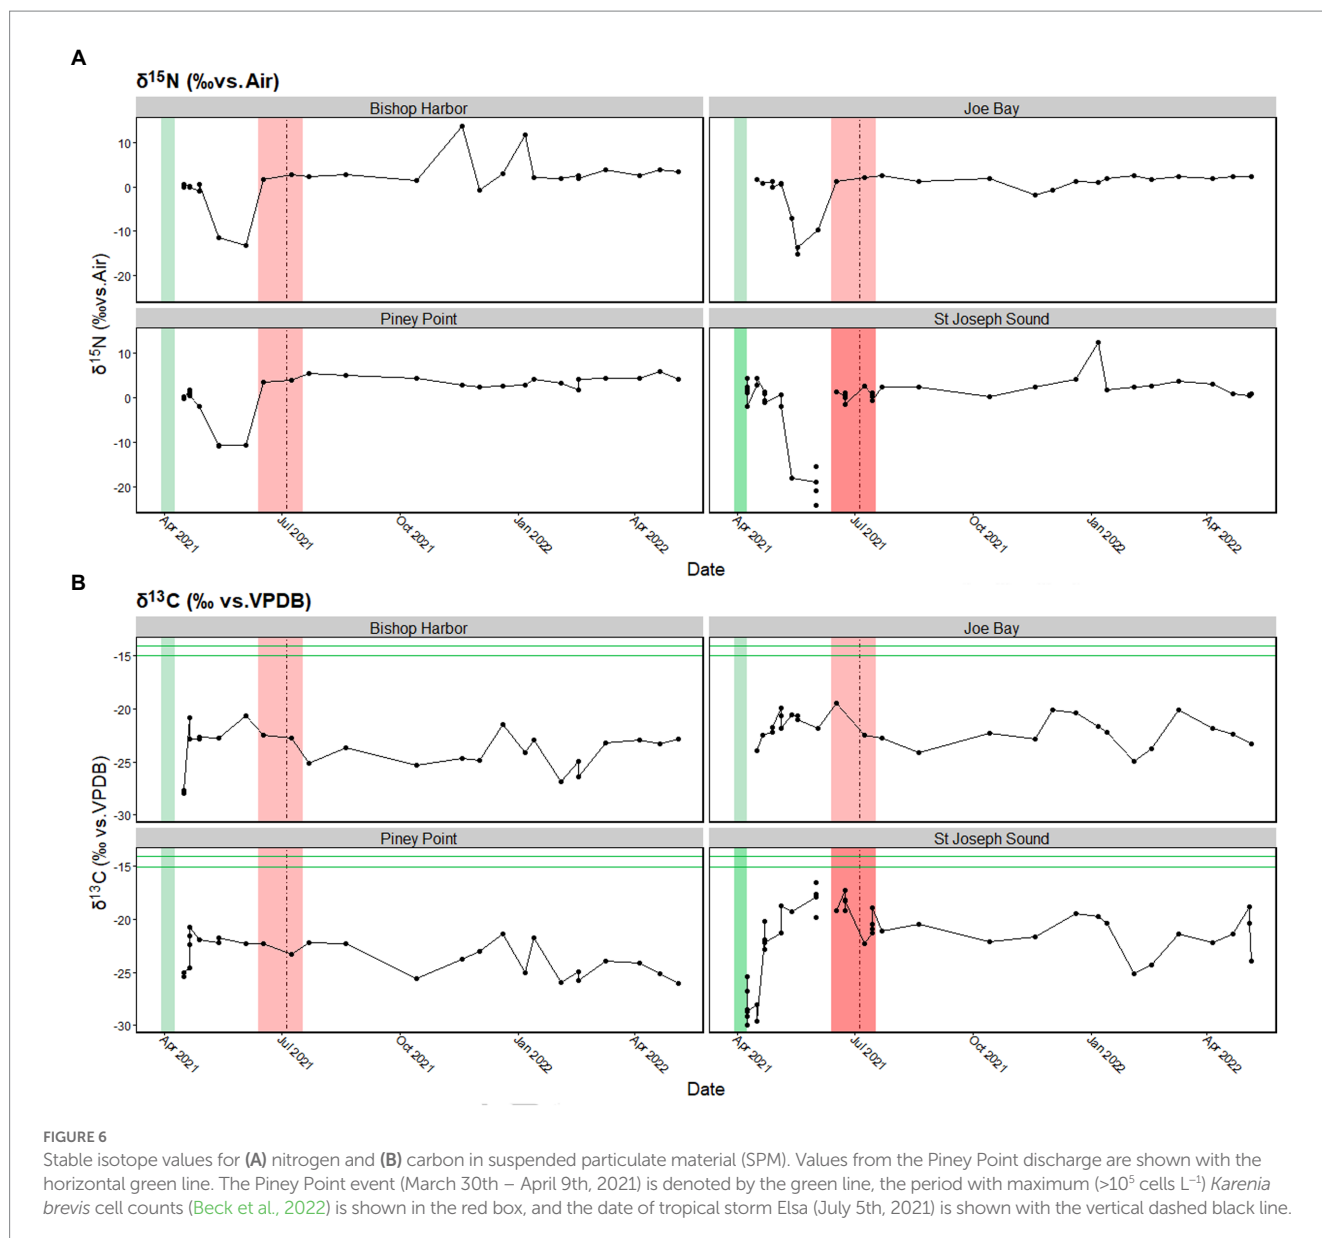 A
δ15N (‰vs.Air)
Bishop Harbor
Joe Bay
10
0
-10
-20
Piney Point
St Joseph Sound
10
0
-10
-20
δ15N (‰vs.Air)
Apr 2021
Jul 2021
Oct 2021
Jan 2022
Apr 2022
Apr 2021
Jul 2021
Oct 2021
Jan 2022
Apr 2022
Date
B
δ13C (‰ vs.VPDB)
Bishop Harbor
Joe Bay
-15
-20
-25
-30
Piney Point
St Joseph Sound
-15
-20
-25
-30
δ13C (‰ vs.VPDB)
Apr 2021
Jul 2021
Oct 2021
Jan 2022
Apr 2022
Apr 2021
Jul 2021
Oct 2021
Jan 2022
Apr 2022
Date
FIGURE 6
Stable isotope values for (A) nitrogen and (B) carbon in suspended particulate material (SPM). Values from the Piney Point discharge are shown with the
horizontal green line. The Piney Point event (March 30th – April 9th, 2021) is denoted by the green line, the period with maximum (>10⁵ cells L⁻¹) Karenia
brevis cell counts (Beck et al., 2022) is shown in the red box, and the date of tropical storm Elsa (July 5th, 2021) is shown with the vertical dashed black line.